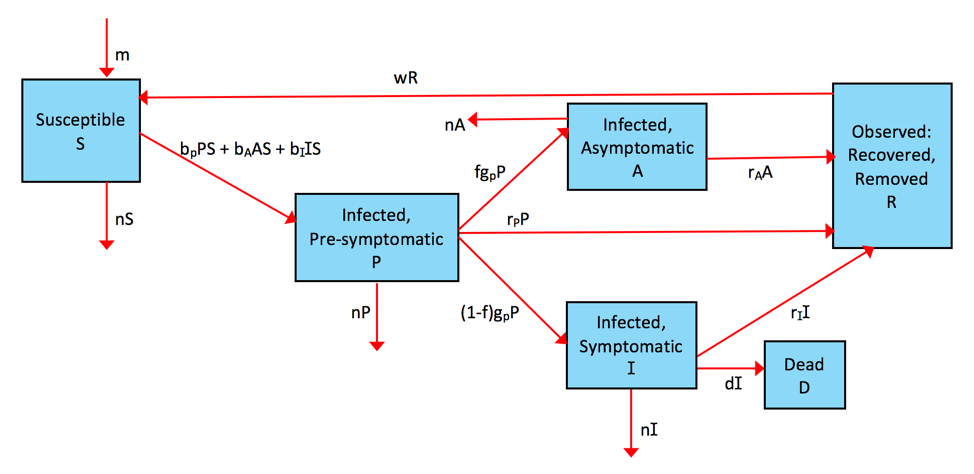 m
wR
Susceptible
S
b_pPS + b_AAS + b_IIS
nS
nA
Infected,
Asymptomatic
A
r_AA
Observed:
Recovered,
Removed
R
fg_pP
Infected,
Pre-symptomatic
P
r_PP
nP
(1-f)g_pP
Infected,
Symptomatic
I
r_II
dI
Dead
D
nI